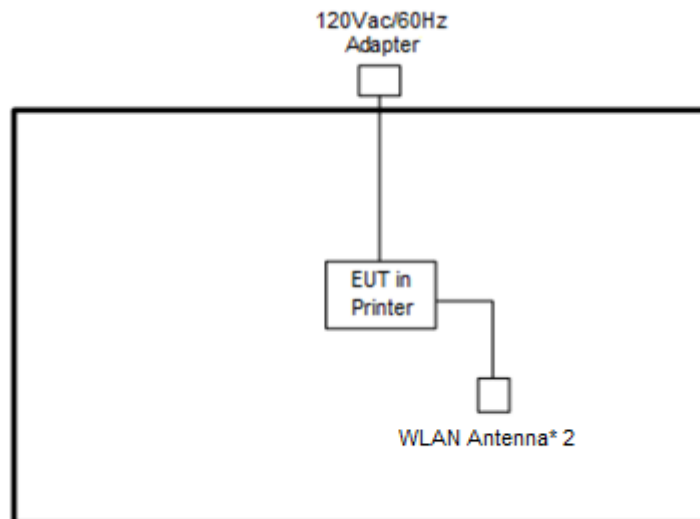 120Vac/60Hz
Adapter
EUT in
Printer
WLAN Antenna* 2